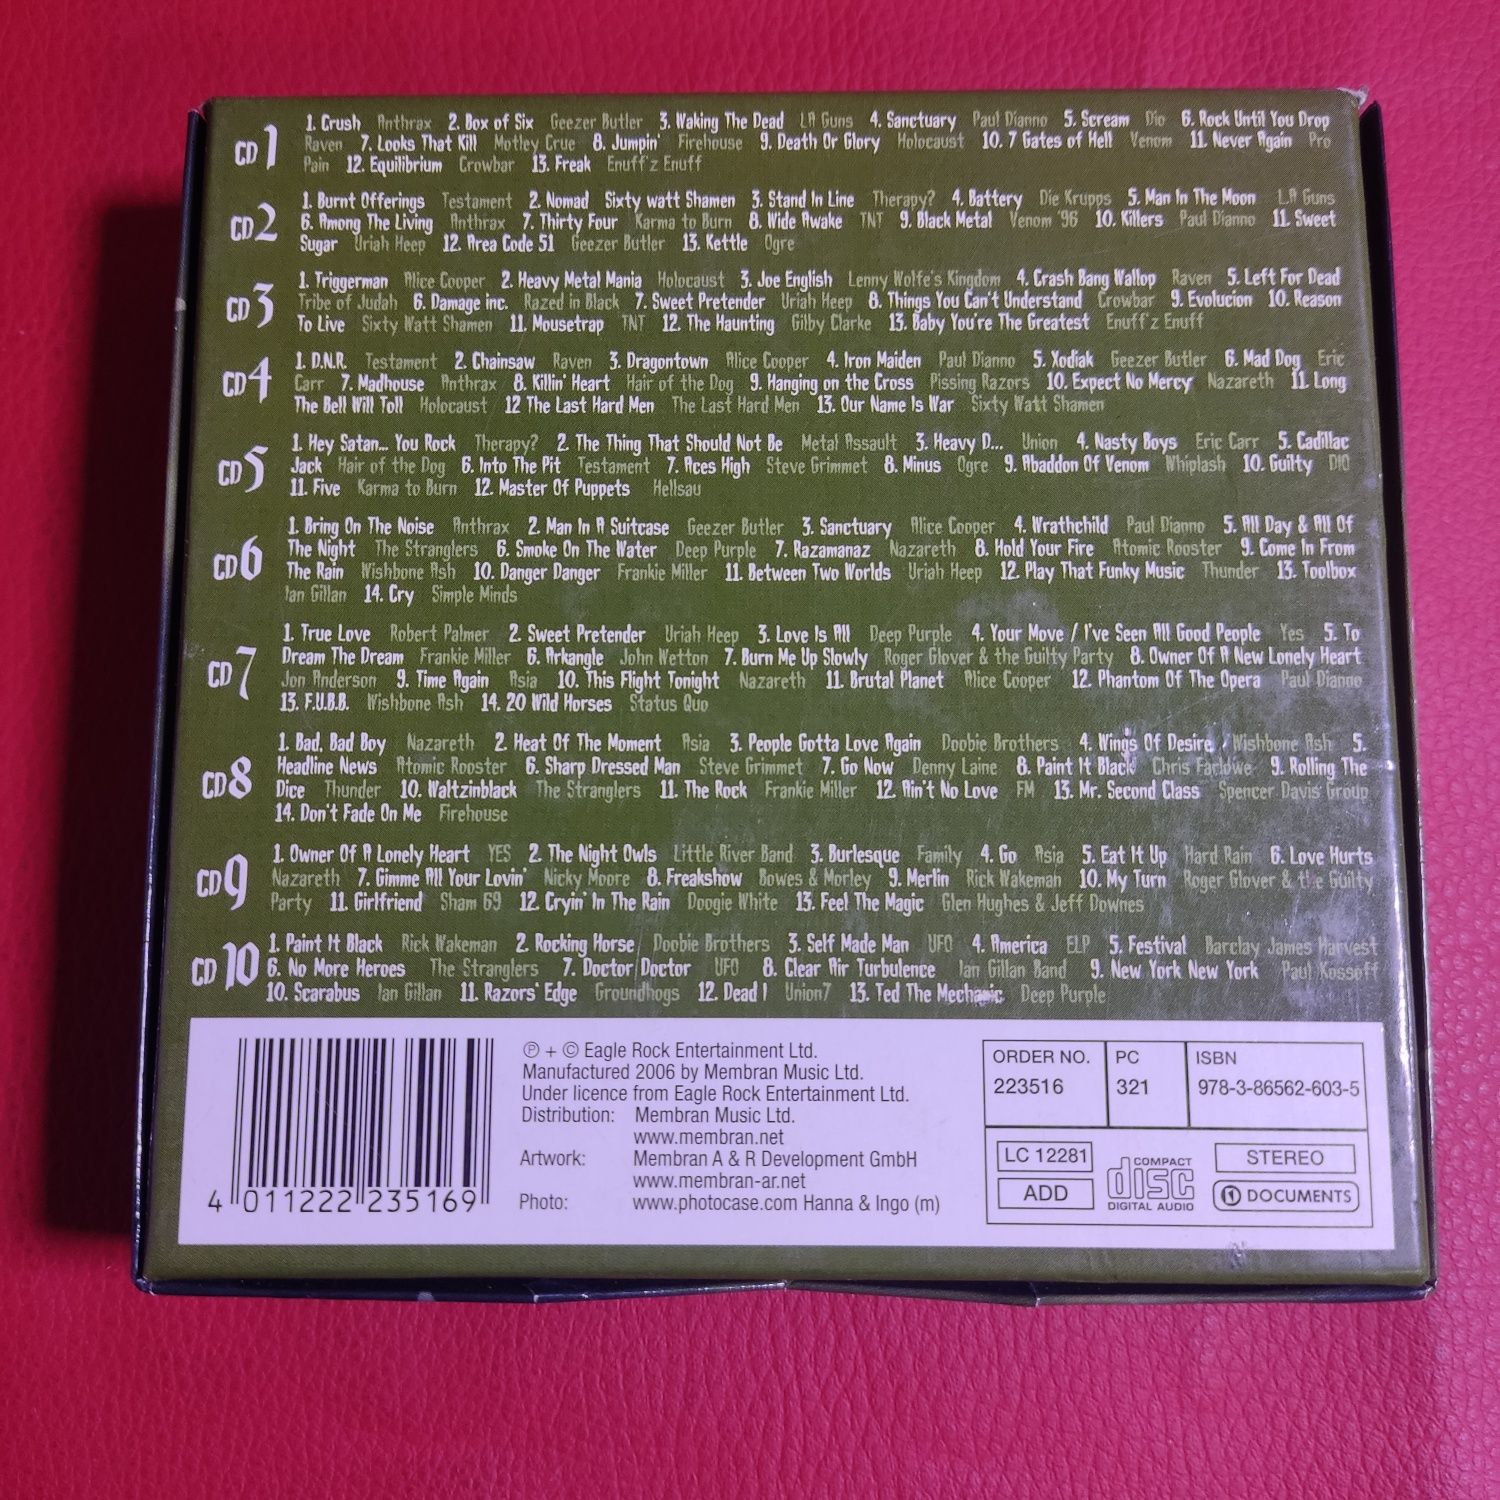 CD 1
1. Crush Anthrax 2. Box of Six Geezer Butler 3. Waking The Dead LA Guns 4. Sanctuary Paul Dianno 5. Scream Dio 6. Rock Until You Drop
Raven 7. Looks That Kill Motley Crue 8. Jumpin' Firehouse 9. Death Or Glory Holocaust 10. 7 Gates of Hell Venom 11. Never Again Pro
Pain 12. Equilibrium Crowbar 13. Freak Enuff'z Enuff
CD 2
1. Burnt Offerings Testament 2. Nomad Sixty watt Shamen 3. Stand In Line Therapy? 4. Battery Die Krupps 5. Man In The Moon LA Guns
6. Among The Living Anthrax 7. Thirty Four Karma to Burn 8. Wide Awake TNT 9. Black Metal Venom '96 10. Killers Paul Dianno 11. Sweet
Sugar Uriah Heep 12. Area Code 51 Geezer Butler 13. Kettle Ogre
CD 3
1. Triggerman Alice Cooper 2. Heavy Metal Mania Holocaust 3. Joe English Lenny Wolfe's Kingdom 4. Crash Bang Wallop Raven 5. Left For Dead
Tribe of Judah 6. Damage inc. Razed in Black 7. Sweet Pretender Uriah Heep 8. Things You Can't Understand Crowbar 9. Evolucion 10. Reason
To Live Sixty Watt Shamen 11. Mousetrap TNT 12. The Haunting Gilby Clarke 13. Baby You're The Greatest Enuff'z Enuff
CD 4
1. D.N.R. Testament 2. Chainsaw Raven 3. Dragontown Alice Cooper 4. Iron Maiden Paul Dianno 5. Xodiak Geezer Butler 6. Mad Dog Eric
Carr 7. Madhouse Anthrax 8. Killin' Heart Hair of the Dog 9. Hanging on the Cross Pissing Razors 10. Expect No Mercy Nazareth 11. Long
The Bell Will Toll Holocaust 12 The Last Hard Men The Last Hard Men 13. Our Name Is War Sixty Watt Shamen
CD 5
1. Hey Satan... You Rock Therapy? 2. The Thing That Should Not Be Metal Assault 3. Heavy D... Union 4. Nasty Boys Eric Carr 5. Cadillac
Jack Hair of the Dog 6. Into The Pit Testament 7. Aces High Steve Grimmet 8. Minus Ogre 9. Abaddon Of Venom Whiplash 10. Guilty DIO
11. Five Karma to Burn 12. Master Of Puppets Hellsau
CD 6
1. Bring On The Noise Anthrax 2. Man In A Suitcase Geezer Butler 3. Sanctuary Alice Cooper 4. Wrathchild Paul Dianno 5. All Day & All Of
The Night The Stranglers 6. Smoke On The Water Deep Purple 7. Razamanaz Nazareth 8. Hold Your Fire Atomic Rooster 9. Come In From
The Rain Wishbone Ash 10. Danger Danger Frankie Miller 11. Between Two Worlds Uriah Heep 12. Play That Funky Music Thunder 13. Toolbox
Ian Gillan 14. Cry Simple Minds
CD 7
1. True Love Robert Palmer 2. Sweet Pretender Uriah Heep 3. Love Is All Deep Purple 4. Your Move / I've Seen All Good People Yes 5. To
Dream The Dream Frankie Miller 6. Arkangle John Wetton 7. Burn Me Up Slowly Roger Glover & the Guilty Party 8. Owner Of A New Lonely Heart
Jon Anderson 9. Time Again Asia 10. This Flight Tonight Nazareth 11. Brutal Planet Alice Cooper 12. Phantom Of The Opera Paul Dianno
13. F.U.B.B. Wishbone Ash 14. 20 Wild Horses Status Quo
CD 8
1. Bad, Bad Boy Nazareth 2. Heat Of The Moment Asia 3. People Gotta Love Again Doobie Brothers 4. Wings Of Desire Wishbone Ash 5.
Headline News Atomic Rooster 6. Sharp Dressed Man Steve Grimmet 7. Go Now Denny Laine 8. Paint It Black Chris Farlowe 9. Rolling The
Dice Thunder 10. Waltzinblack The Stranglers 11. The Rock Frankie Miller 12. Ain't No Love FM 13. Mr. Second Class Spencer Davis Group
14. Don't Fade On Me Firehouse
CD 9
1. Owner Of A Lonely Heart YES 2. The Night Owls Little River Band 3. Burlesque Family 4. Go Asia 5. Eat It Up Hard Rain 6. Love Hurts
Nazareth 7. Gimme All Your Lovin' Nicky Moore 8. Freakshow Bowes & Morley 9. Merlin Rick Wakeman 10. My Turn Roger Glover & the Guilty
Party 11. Girlfriend Sham 69 12. Cryin' In The Rain Doogie White 13. Feel The Magic Glen Hughes & Jeff Downes
CD 10
1. Paint It Black Rick Wakeman 2. Rocking Horse Doobie Brothers 3. Self Made Man UFO 4. America ELP 5. Festival Barclay James Harvest
6. No More Heroes The Stranglers 7. Doctor Doctor UFO 8. Clear Air Turbulence Ian Gillan Band 9. New York New York Paul Kossoff
10. Scarabus Ian Gillan 11. Razors' Edge Groundhogs 12. Dead I Union7 13. Ted The Mechanic Deep Purple
4 011222 235169
℗ + © Eagle Rock Entertainment Ltd.
Manufactured 2006 by Membran Music Ltd.
Under licence from Eagle Rock Entertainment Ltd.
Distribution: Membran Music Ltd.
www.membran.net
Artwork: Membran A & R Development GmbH
www.membran-ar.net
Photo: www.photocase.com Hanna & Ingo (m)
ORDER NO. PC ISBN
223516 321 978-3-86562-603-5
LC 12281
ADD
COMPACT
disc
DIGITAL AUDIO
STEREO
DOCUMENTS